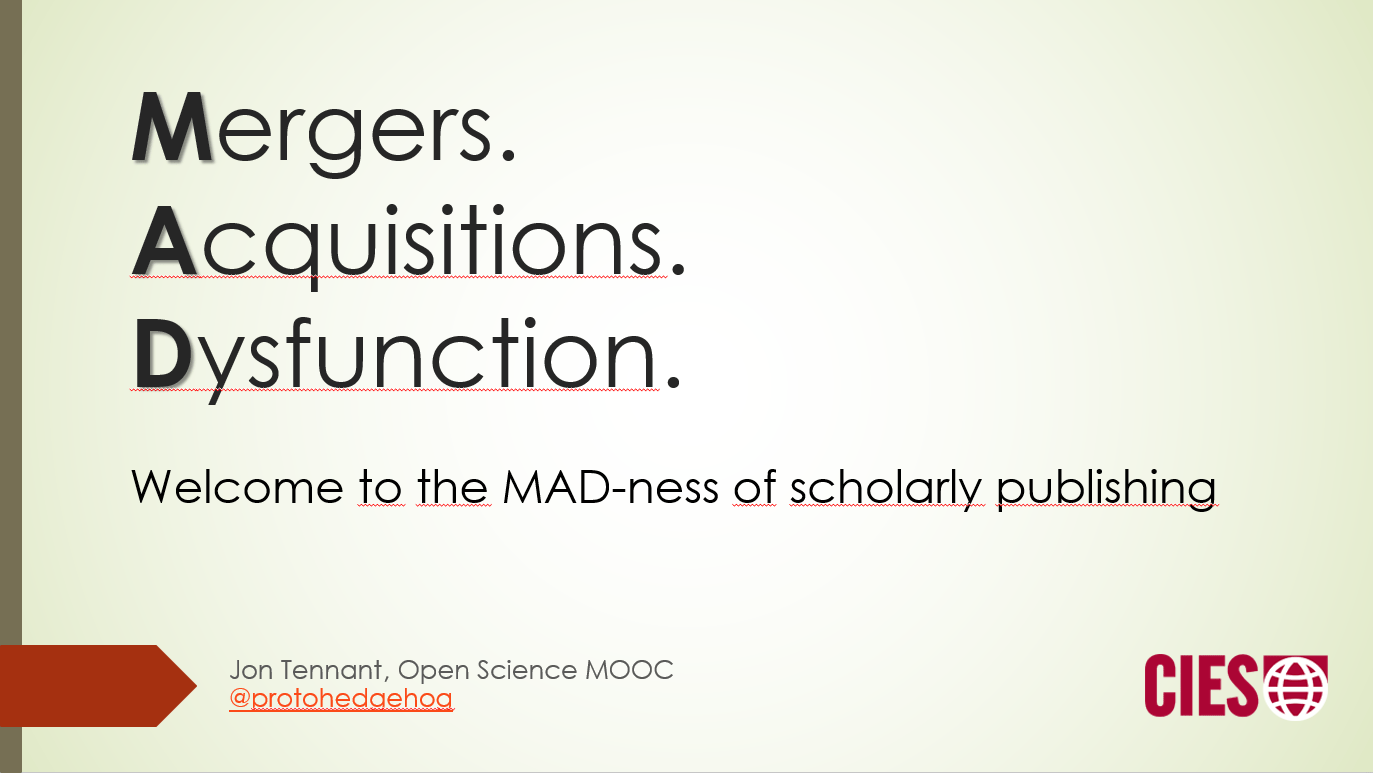 Mergers.
Acquisitions.
Dysfunction.
Welcome to the MAD-ness of scholarly publishing
Jon Tennant, Open Science MOOC
@protohedgehog
CIES